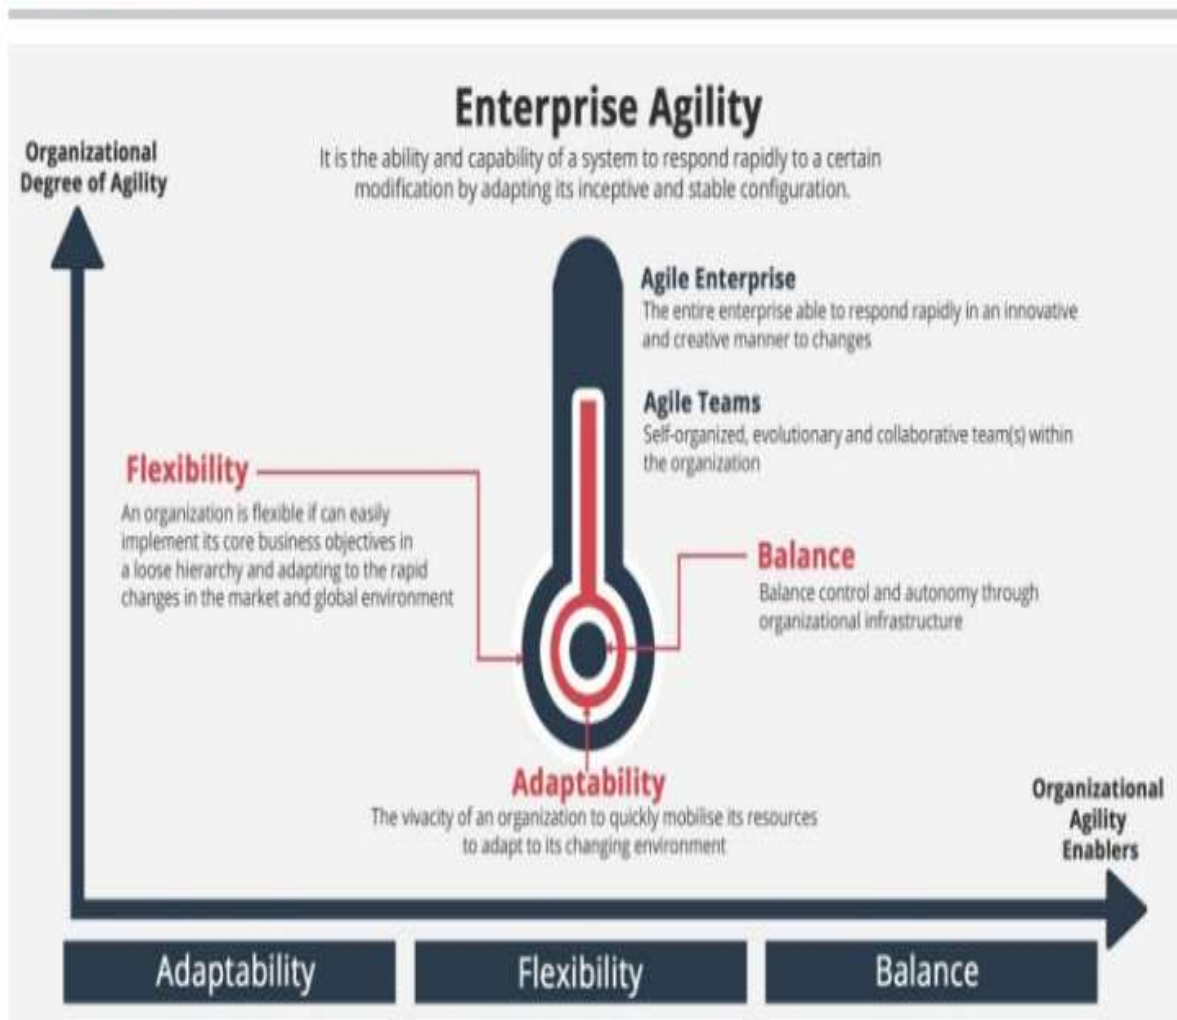 Enterprise Agility
It is the ability and capability of a system to respond rapidly to a certain
modification by adapting its inceptive and stable configuration.
Organizational
Degree of Agility
Agile Enterprise
The entire enterprise able to respond rapidly in an innovative
and creative manner to changes
Agile Teams
Self-organized, evolutionary and collaborative team(s) within
the organization
Flexibility
An organization is flexible if can easily
implement its core business objectives in
a loose hierarchy and adapting to the rapid
changes in the market and global environment
Balance
Balance control and autonomy through
organizational infrastructure
Adaptability
The vivacity of an organization to quickly mobilise its resources
to adapt to its changing environment
Organizational
Agility
Enablers
Adaptability
Flexibility
Balance